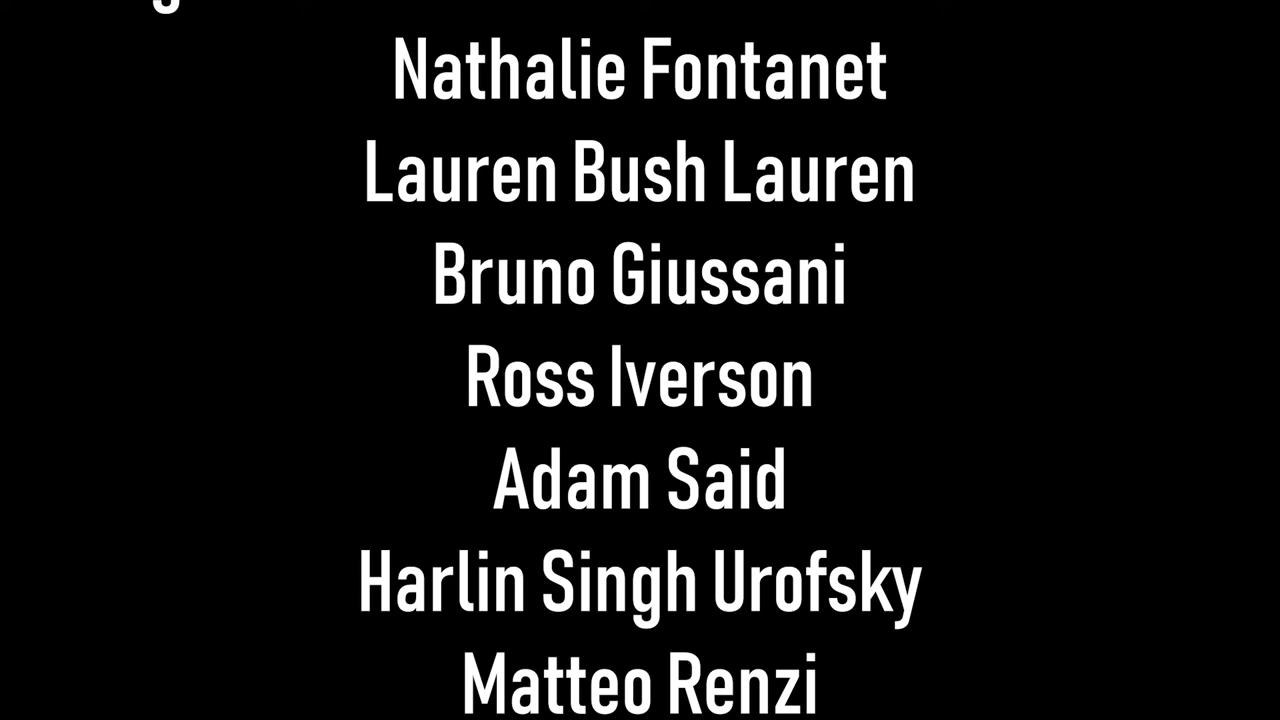 Nathalie Fontanet
Lauren Bush Lauren
Bruno Giussani
Ross Iverson
Adam Said
Harlin Singh Urofsky
Matteo Renzi